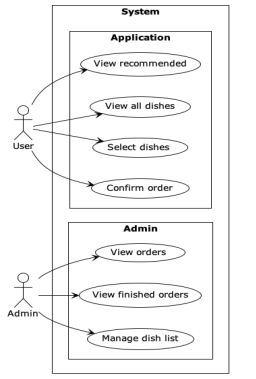 System
Application
View recommended
View all dishes
User
Select dishes
Confirm order
Admin
View orders
View finished orders
Admin
Manage dish list